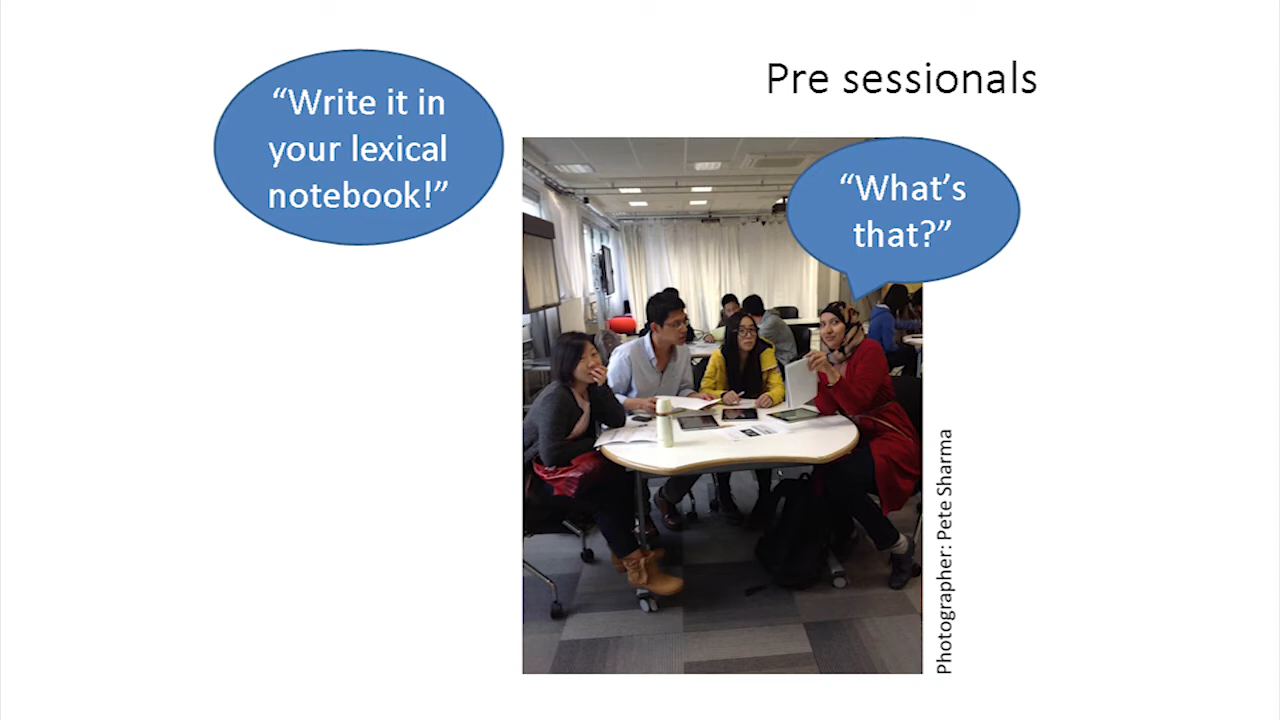 Pre sessionals
“Write it in
your lexical
notebook!”
“What’s
that?”
Photographer: Pete Sharma